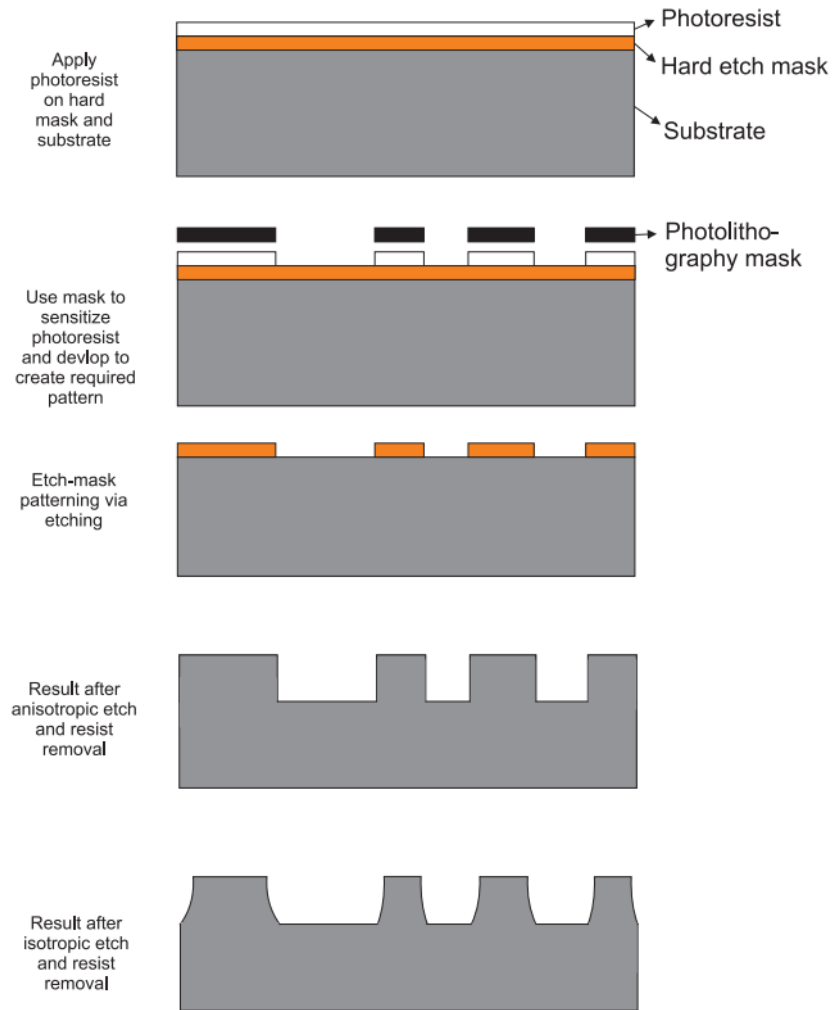 Photoresist
Hard etch mask
Substrate
Apply
photoresist
on hard
mask and
substrate
Photolitho-
graphy mask
Use mask to
sensitize
photoresist
and devlop to
create required
pattern
Etch-mask
patterning via
etching
Result after
anisotropic etch
and resist
removal
Result after
isotropic etch
and resist
removal